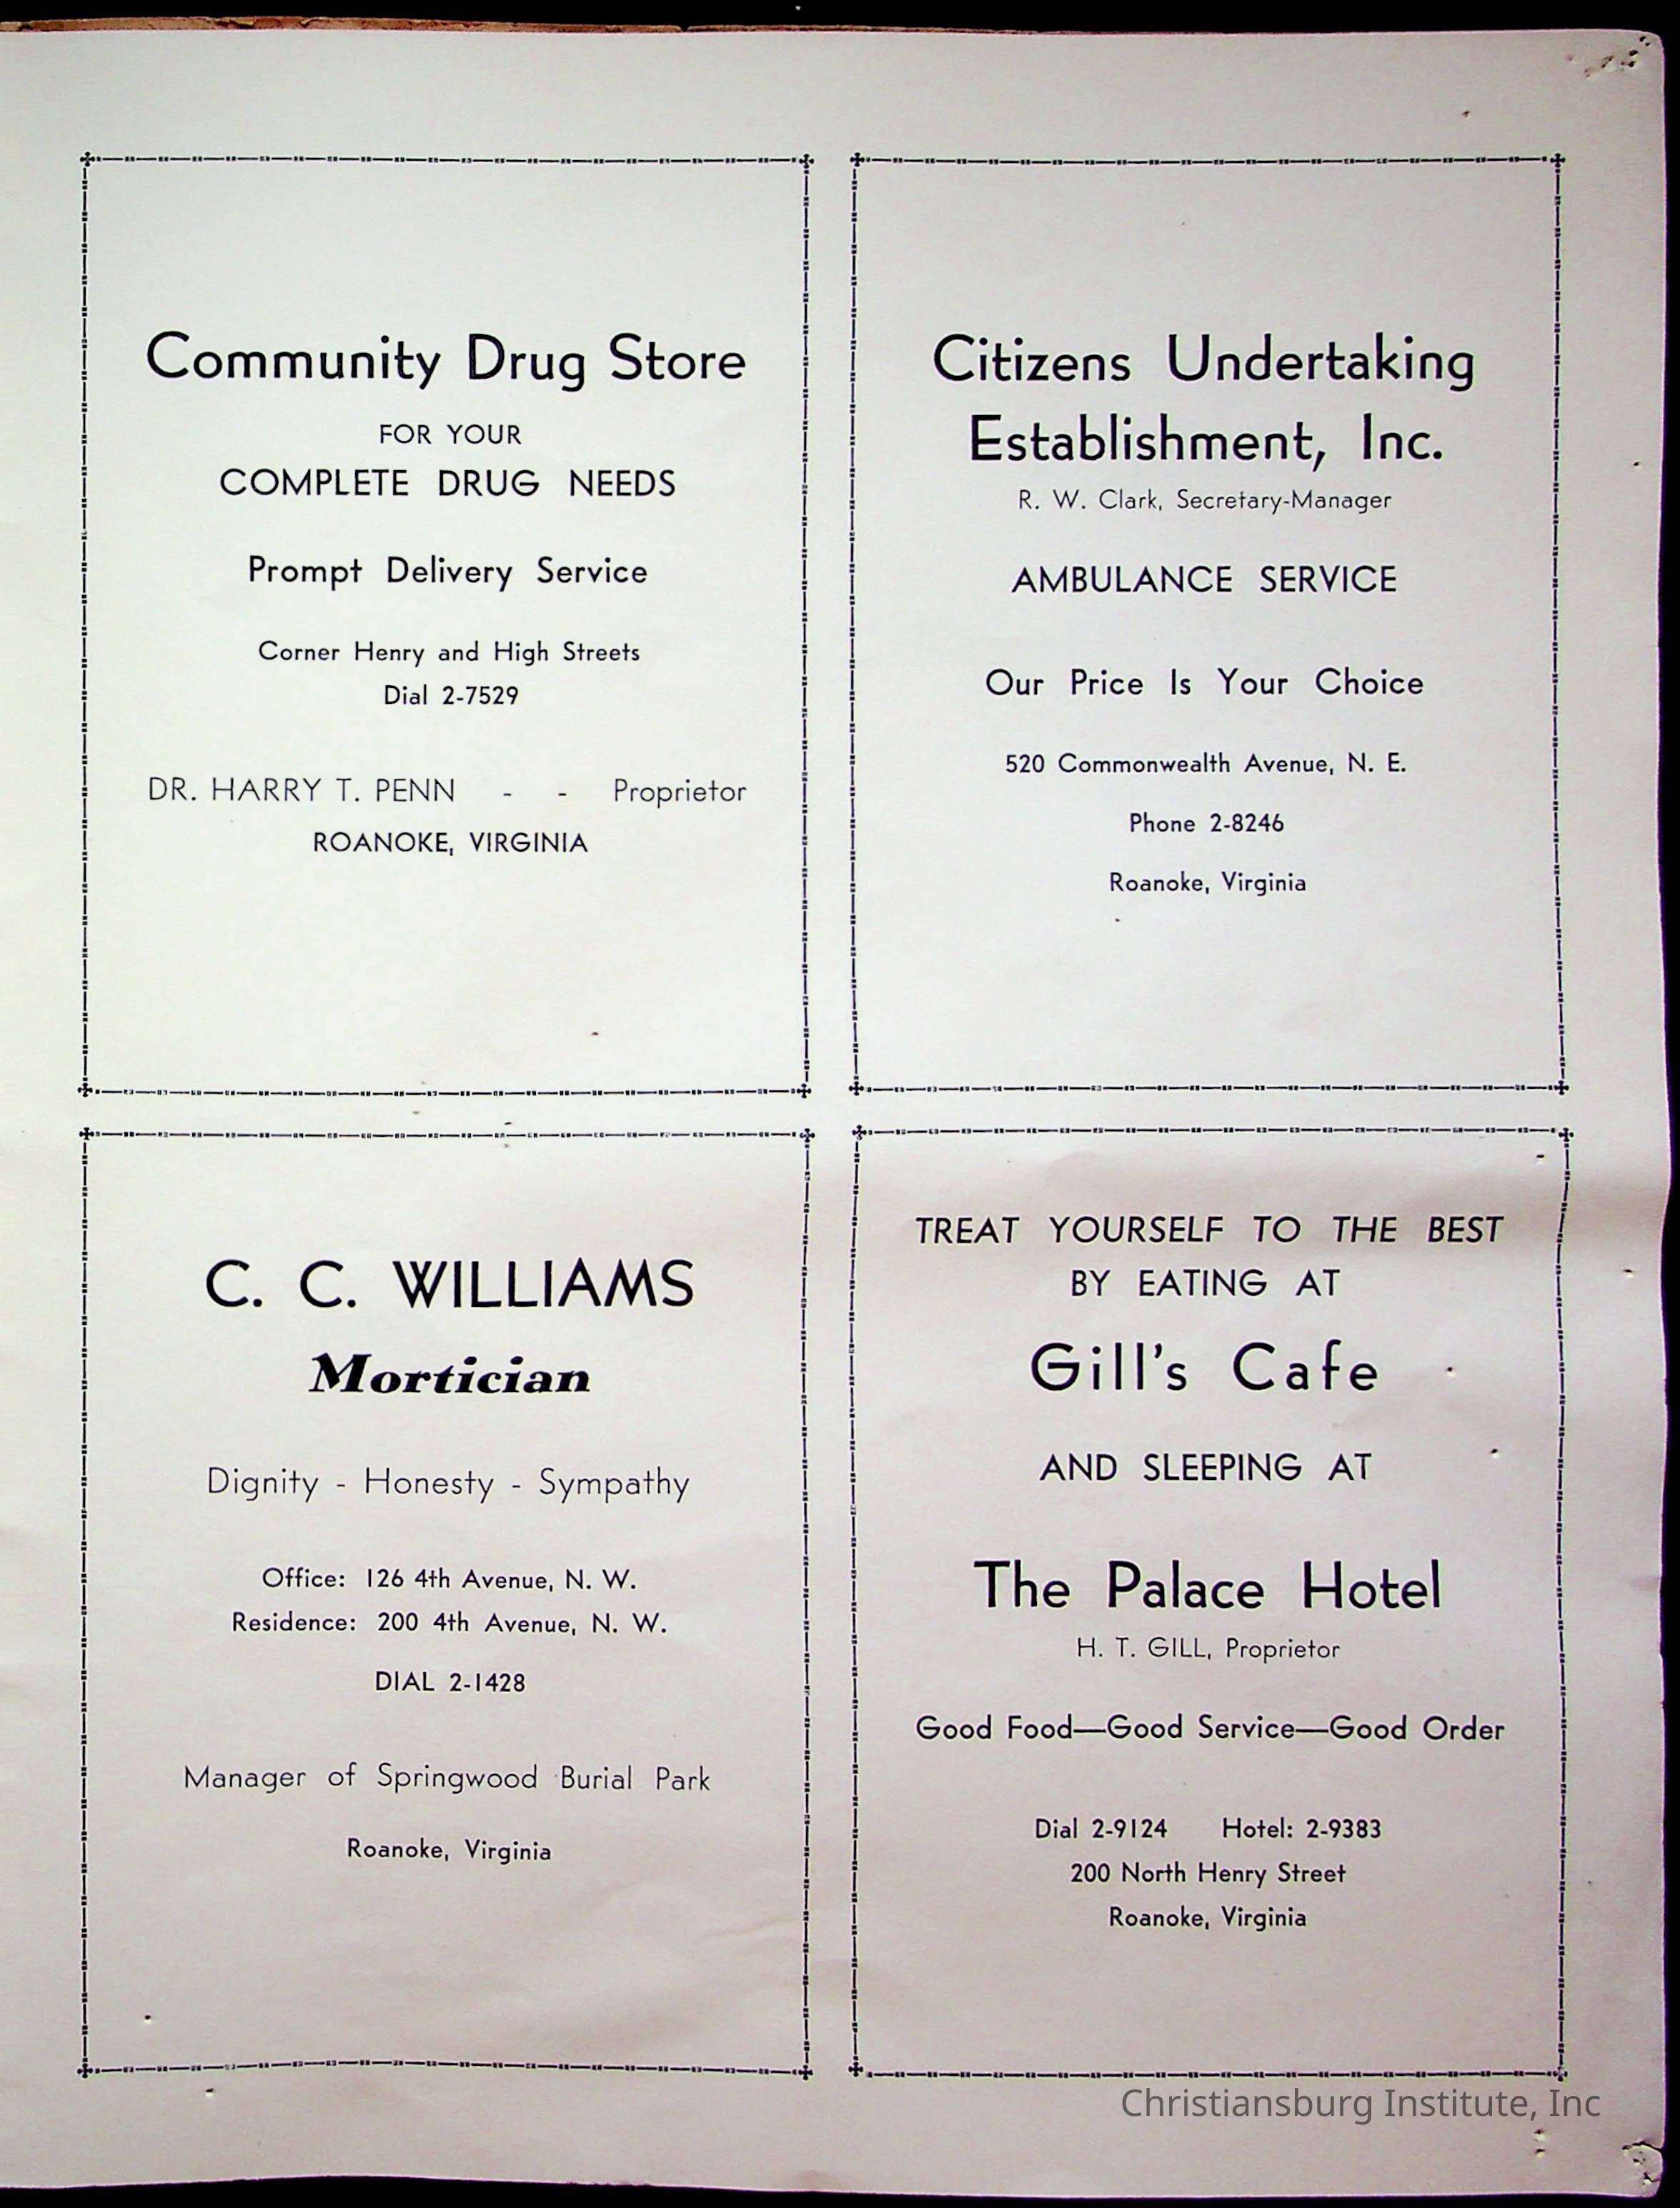 Community Drug Store
FOR YOUR
COMPLETE DRUG NEEDS
Prompt Delivery Service
Corner Henry and High Streets
Dial 2-7529
DR. HARRY T. PENN - - Proprietor
ROANOKE, VIRGINIA
Citizens Undertaking
Establishment, Inc.
R. W. Clark, Secretary-Manager
AMBULANCE SERVICE
Our Price Is Your Choice
520 Commonwealth Avenue, N. E.
Phone 2-8246
Roanoke, Virginia
C. C. WILLIAMS
Mortician
Dignity - Honesty - Sympathy
Office: 126 4th Avenue, N. W.
Residence: 200 4th Avenue, N. W.
DIAL 2-1428
Manager of Springwood Burial Park
Roanoke, Virginia
TREAT YOURSELF TO THE BEST
BY EATING AT
Gill's Cafe
AND SLEEPING AT
The Palace Hotel
H. T. GILL, Proprietor
Good Food—Good Service—Good Order
Dial 2-9124 Hotel: 2-9383
200 North Henry Street
Roanoke, Virginia
Christiansburg Institute, Inc